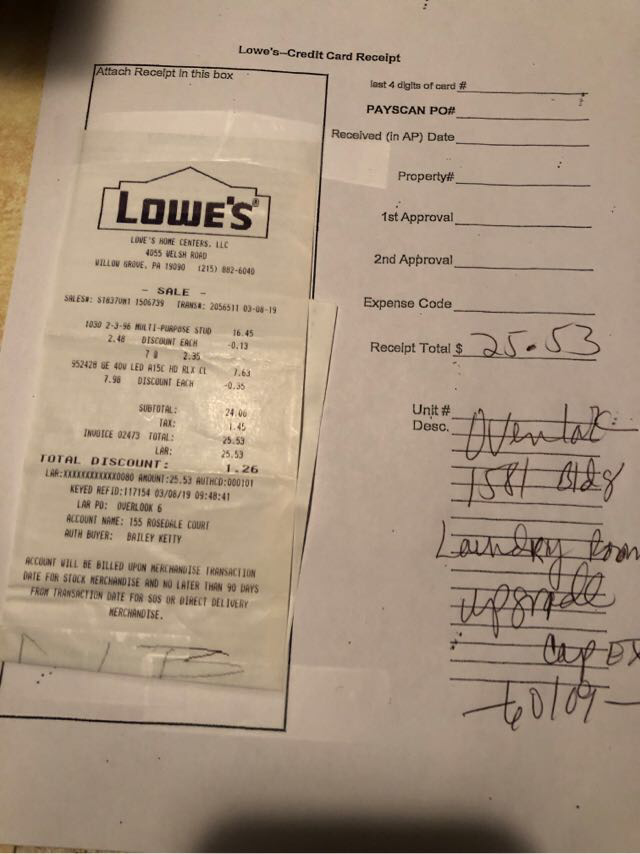 Lowe's--Credit Card Receipt
Attach Receipt in this box
LOWE'S®
LOWE'S HOME CENTERS, LLC
4055 WELSH ROAD
WILLOW GROVE, PA 19090 (215) 882-6040
- SALE -
SALES#: S1837VM1 1506739 TRANS#: 2056511 03-08-19
1030 2-3-96 MULTI-PURPOSE STUD 16.45
2.48 DISCOUNT EACH -0.13
7 @ 2.35
952428 GE 40W LED A15C HD RLX CL 7.63
7.98 DISCOUNT EACH -0.35
SUBTOTAL: 24.08
TAX: 1.45
INVOICE 02473 TOTAL: 25.53
LAR: 25.53
TOTAL DISCOUNT: 1.26
LAR:XXXXXXXXXXXX0080 AMOUNT:25.53 AUTHCD:000101
KEYED REFID:117154 03/08/19 09:48:41
LAR PO: OVERLOOK 6
ACCOUNT NAME: 155 ROSEDALE COURT
AUTH BUYER: BAILEY KETTY
ACCOUNT WILL BE BILLED UPON MERCHANDISE TRANSACTION
DATE FOR STOCK MERCHANDISE AND NO LATER THAN 90 DAYS
FROM TRANSACTION DATE FOR SOS OR DIRECT DELIVERY
MERCHANDISE.
last 4 digits of card #
PAYSCAN PO#
Received (in AP) Date
Property#
1st Approval
2nd Approval
Expense Code
Receipt Total $ 25.53
Unit #
Desc.
1581 Bldg
Laundry Room
upgrade
Cap EX
-60109-